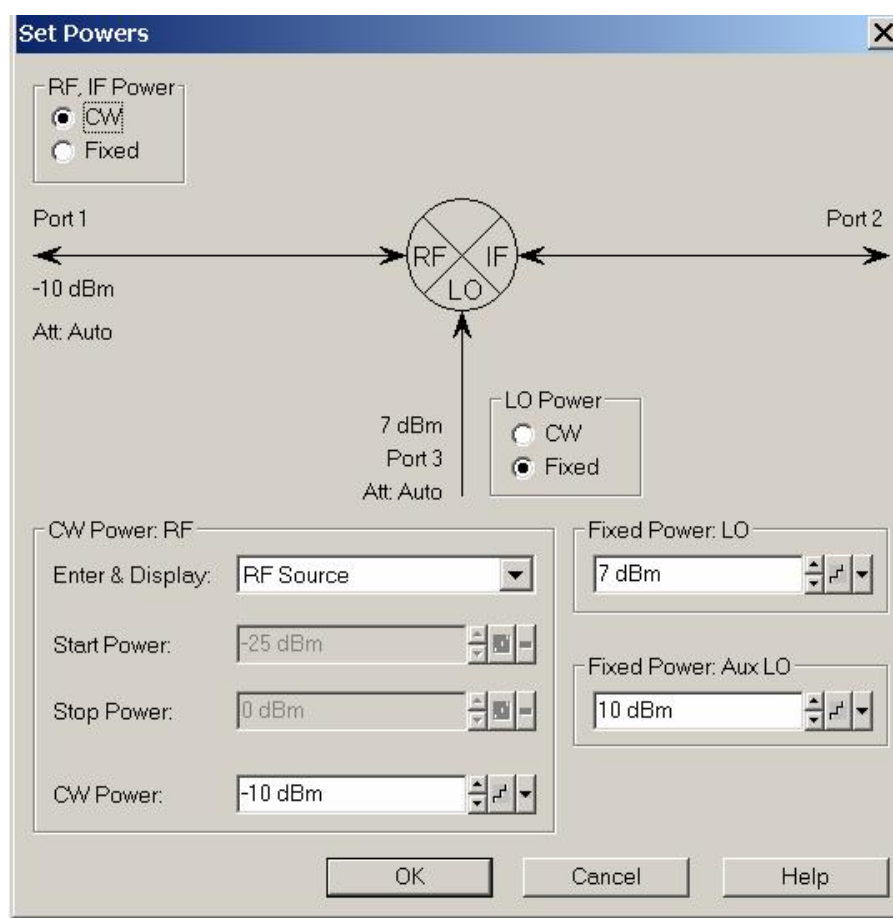 Set Powers
RF, IF Power
CW
Fixed
Port 1
Port 2
RF
IF
LO
-10 dBm
Att: Auto
LO Power
CW
Fixed
7 dBm
Port 3
Att: Auto
CW Power: RF
Enter & Display: RF Source
Start Power: -25 dBm
Stop Power: 0 dBm
CW Power: -10 dBm
Fixed Power: LO
7 dBm
Fixed Power: Aux LO
10 dBm
OK
Cancel
Help